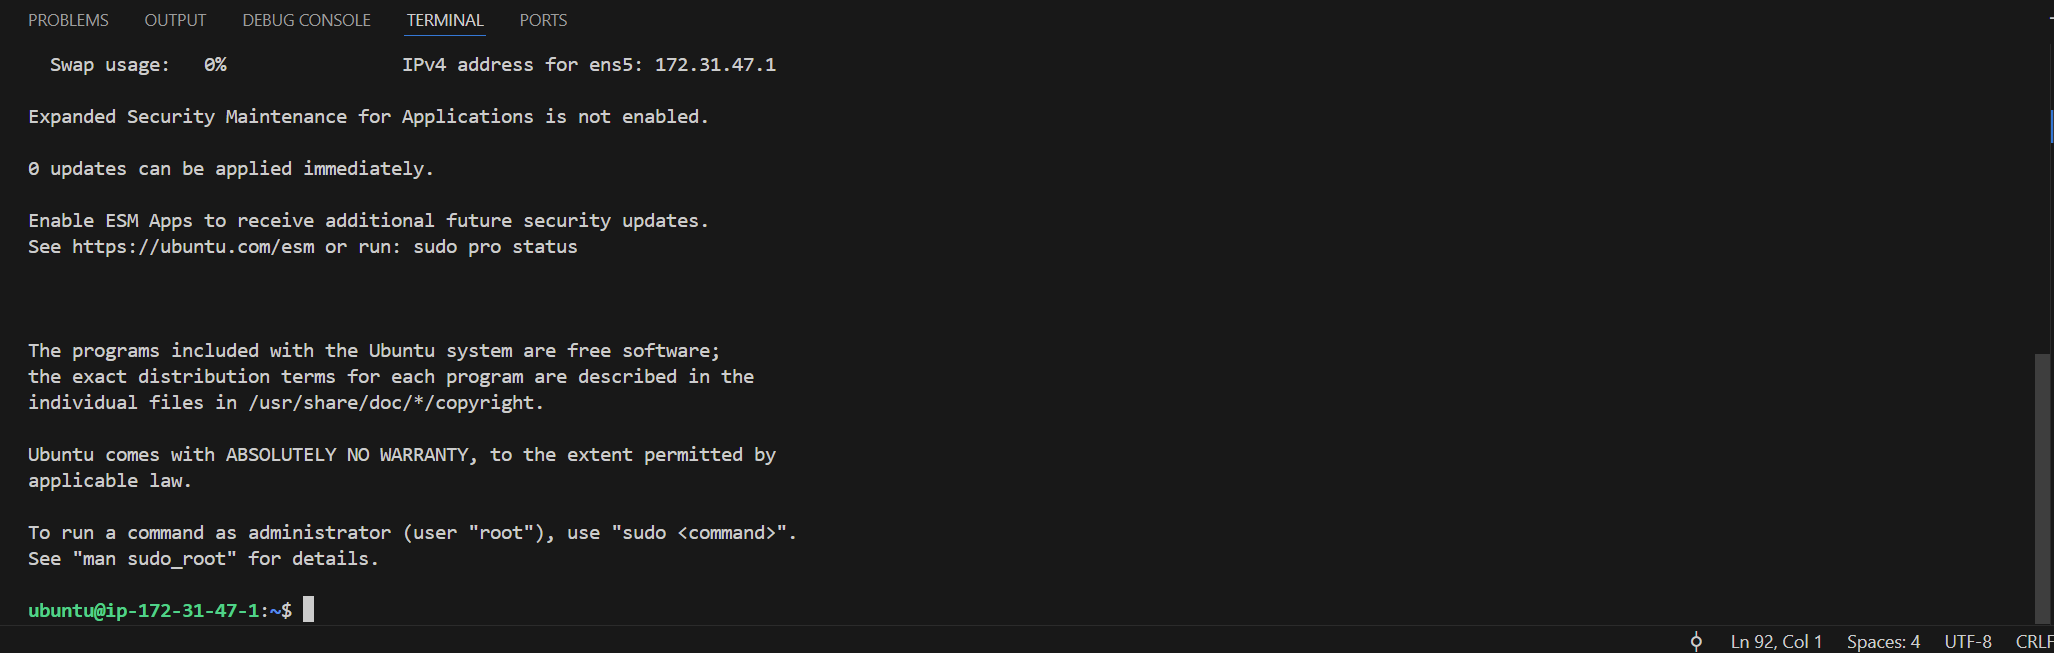 PROBLEMS OUTPUT DEBUG CONSOLE TERMINAL PORTS
Swap usage: 0% IPv4 address for ens5: 172.31.47.1
Expanded Security Maintenance for Applications is not enabled.
0 updates can be applied immediately.
Enable ESM Apps to receive additional future security updates.
See https://ubuntu.com/esm or run: sudo pro status
The programs included with the Ubuntu system are free software;
the exact distribution terms for each program are described in the
individual files in /usr/share/doc/*/copyright.
Ubuntu comes with ABSOLUTELY NO WARRANTY, to the extent permitted by
applicable law.
To run a command as administrator (user "root"), use "sudo <command>".
See "man sudo_root" for details.
ubuntu@ip-172-31-47-1:~$
Ln 92, Col 1 Spaces: 4 UTF-8 CRLF